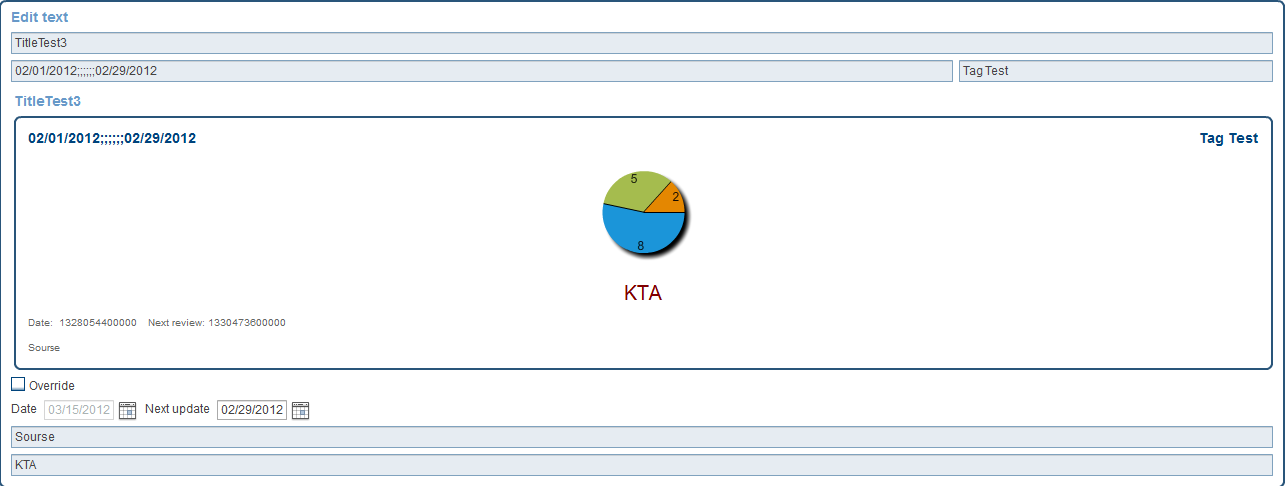 Edit text
TitleTest3
02/01/2012;;;;;;02/29/2012 Tag Test
TitleTest3
02/01/2012;;;;;;02/29/2012 Tag Test
5
2
8
KTA
Date: 1328054400000 Next review: 1330473600000
Sourse
Override
Date 03/15/2012 Next update 02/29/2012
Sourse
KTA